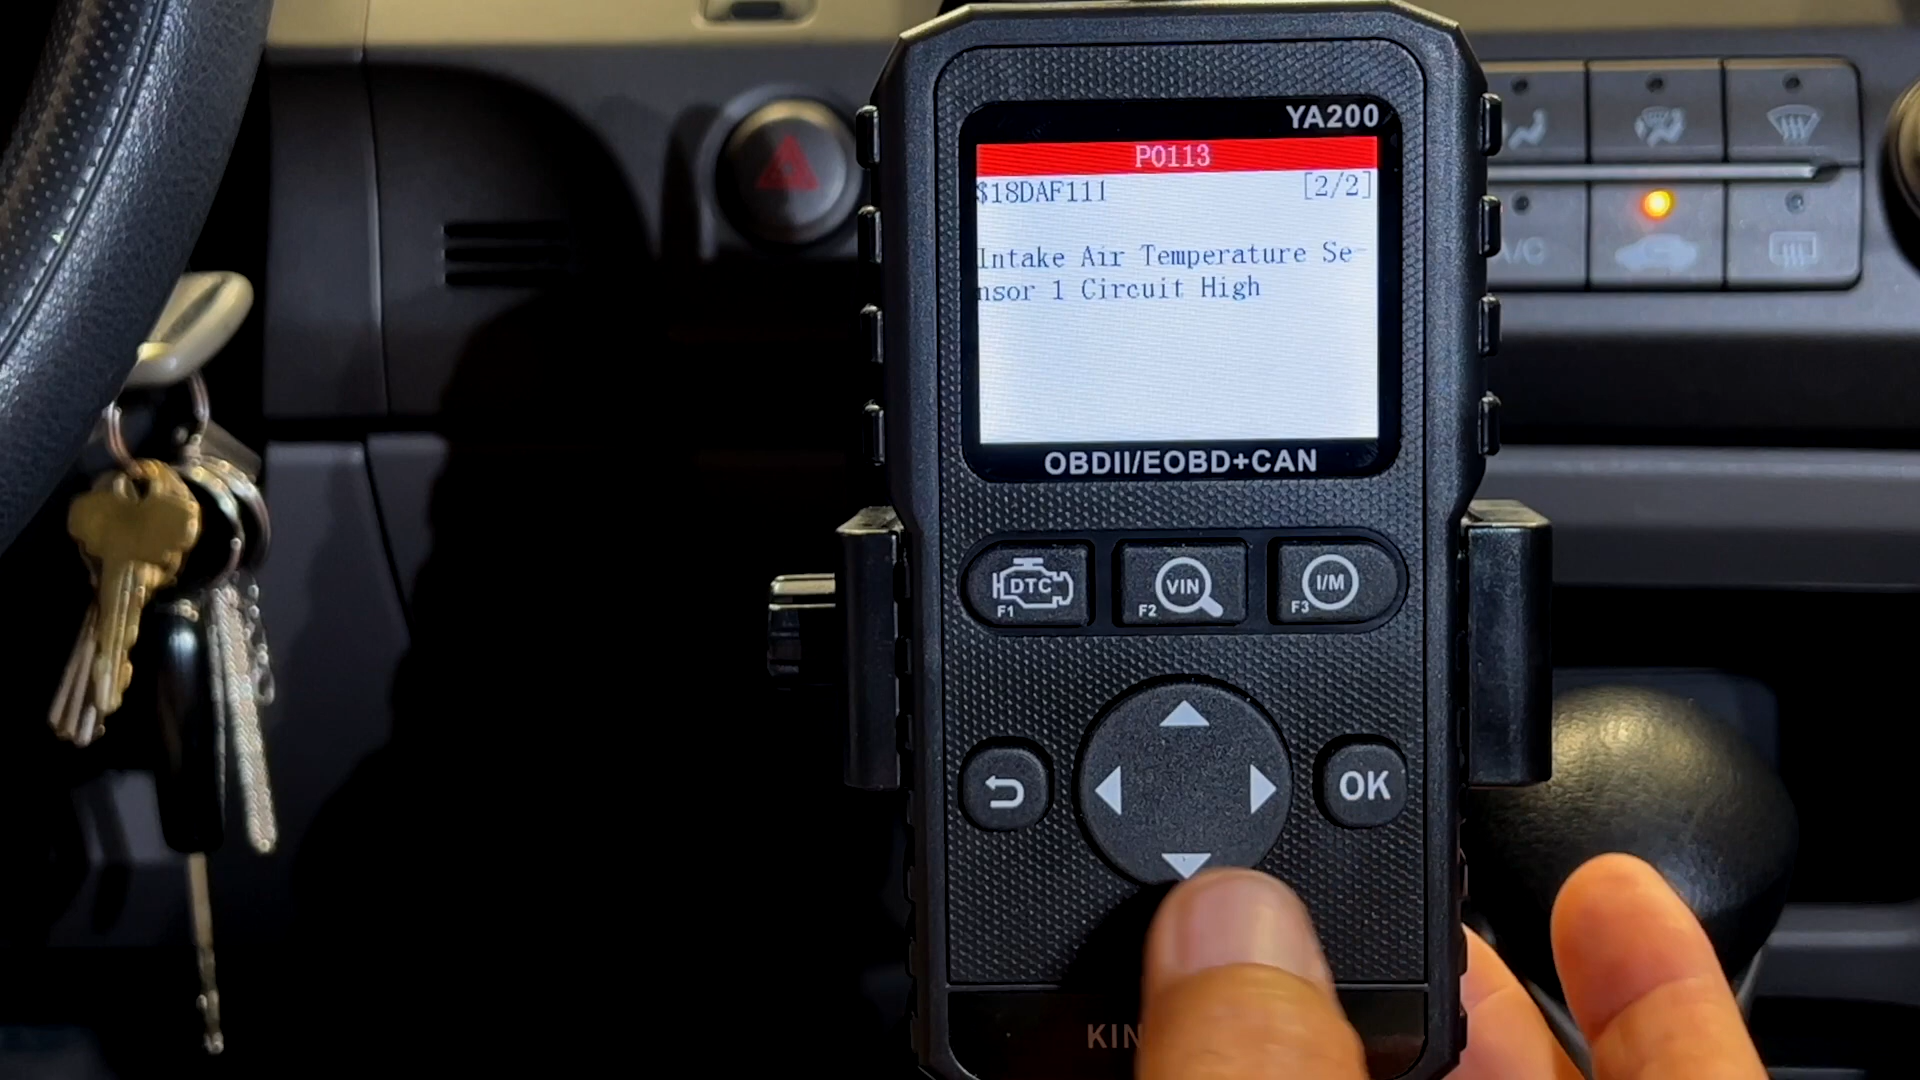 YA200
P0113
$18DAF111 [2/2]
Intake Air Temperature Se-
nsor 1 Circuit High
OBDII/EOBD+CAN
DTC
F1
VIN
F2
I/M
F3
OK
A/C
KIN